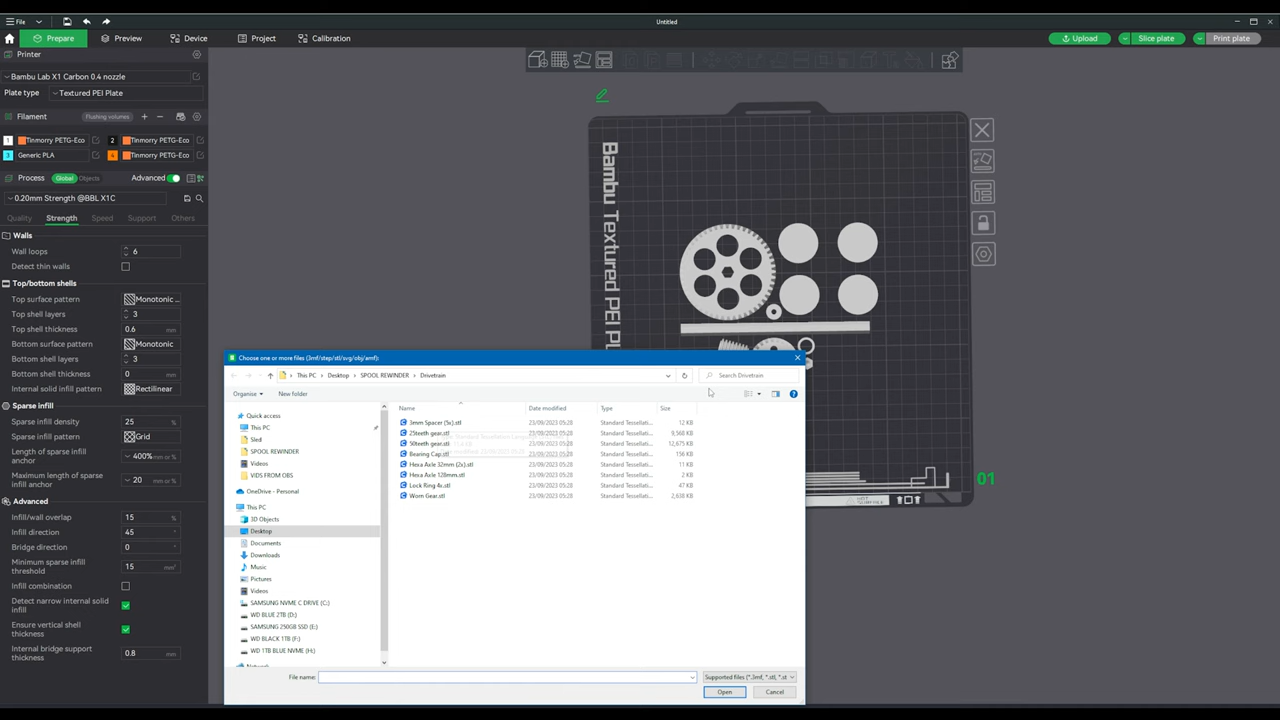 File
Untitled
Prepare
Preview
Device
Project
Calibration
Upload
Slice plate
Print plate
Printer
Bambu Lab X1 Carbon 0.4 nozzle
Plate type
Textured PEI Plate
Filament
Flushing volumes
1
Tinmorry PETG-Eco
2
Tinmorry PETG-Eco
3
Generic PLA
4
Tinmorry PETG-Eco
Process
Global
Objects
Advanced
0.20mm Strength @BBL X1C
Quality
Strength
Speed
Support
Others
Walls
Wall loops
6
Detect thin walls
Top/bottom shells
Top surface pattern
Monotonic ...
Top shell layers
3
Top shell thickness
0.6
mm
Bottom surface pattern
Monotonic
Bottom shell layers
3
Bottom shell thickness
0
mm
Internal solid infill pattern
Rectilinear
Sparse infill
Sparse infill density
25
%
Sparse infill pattern
Grid
Length of sparse infill
anchor
400%
Maximum length of sparse
infill anchor
20
Advanced
Infill/wall overlap
15
%
Infill direction
45
Bridge direction
0
Minimum sparse infill
threshold
15
mm²
Infill combination
Detect narrow internal solid
infill
Ensure vertical shell
thickness
Internal bridge support
thickness
0.8
mm
Bambu Textured PEI Pl
01
Choose one or more files (3mf/step/stl/svg/obj/amf):
This PC
Desktop
SPOOL REWINDER
Drivetrain
Search Drivetrain
Organise
New folder
Quick access
This PC
Sled
SPOOL REWINDER
Videos
VIDS FROM OBS
OneDrive - Personal
This PC
3D Objects
Desktop
Documents
Downloads
Music
Pictures
Videos
SAMSUNG NVME C DRIVE (C:)
WD BLUE 2TB (D:)
SAMSUNG 250GB SSD (E:)
WD BLACK 1TB (F:)
WD 1TB BLUE NVME (H:)
Network
Name
Date modified
Type
Size
3mm Spacer (5x).stl
23/09/2023 05:28
Standard Tessellati...
12 KB
25teeth gear.stl
23/09/2023 05:28
Standard Tessellati...
9,568 KB
50teeth gear.stl
23/09/2023 05:28
Standard Tessellati...
12,675 KB
Bearing Cap.stl
23/09/2023 05:28
Standard Tessellati...
156 KB
Hexa Axle 32mm (2x).stl
23/09/2023 05:28
Standard Tessellati...
11 KB
Hexa Axle 128mm.stl
23/09/2023 05:28
Standard Tessellati...
2 KB
Lock Ring 4x.stl
23/09/2023 05:28
Standard Tessellati...
47 KB
Worm Gear.stl
23/09/2023 05:28
Standard Tessellati...
2,638 KB
File name:
Supported files (*.3mf, *.stl, *.st
Open
Cancel